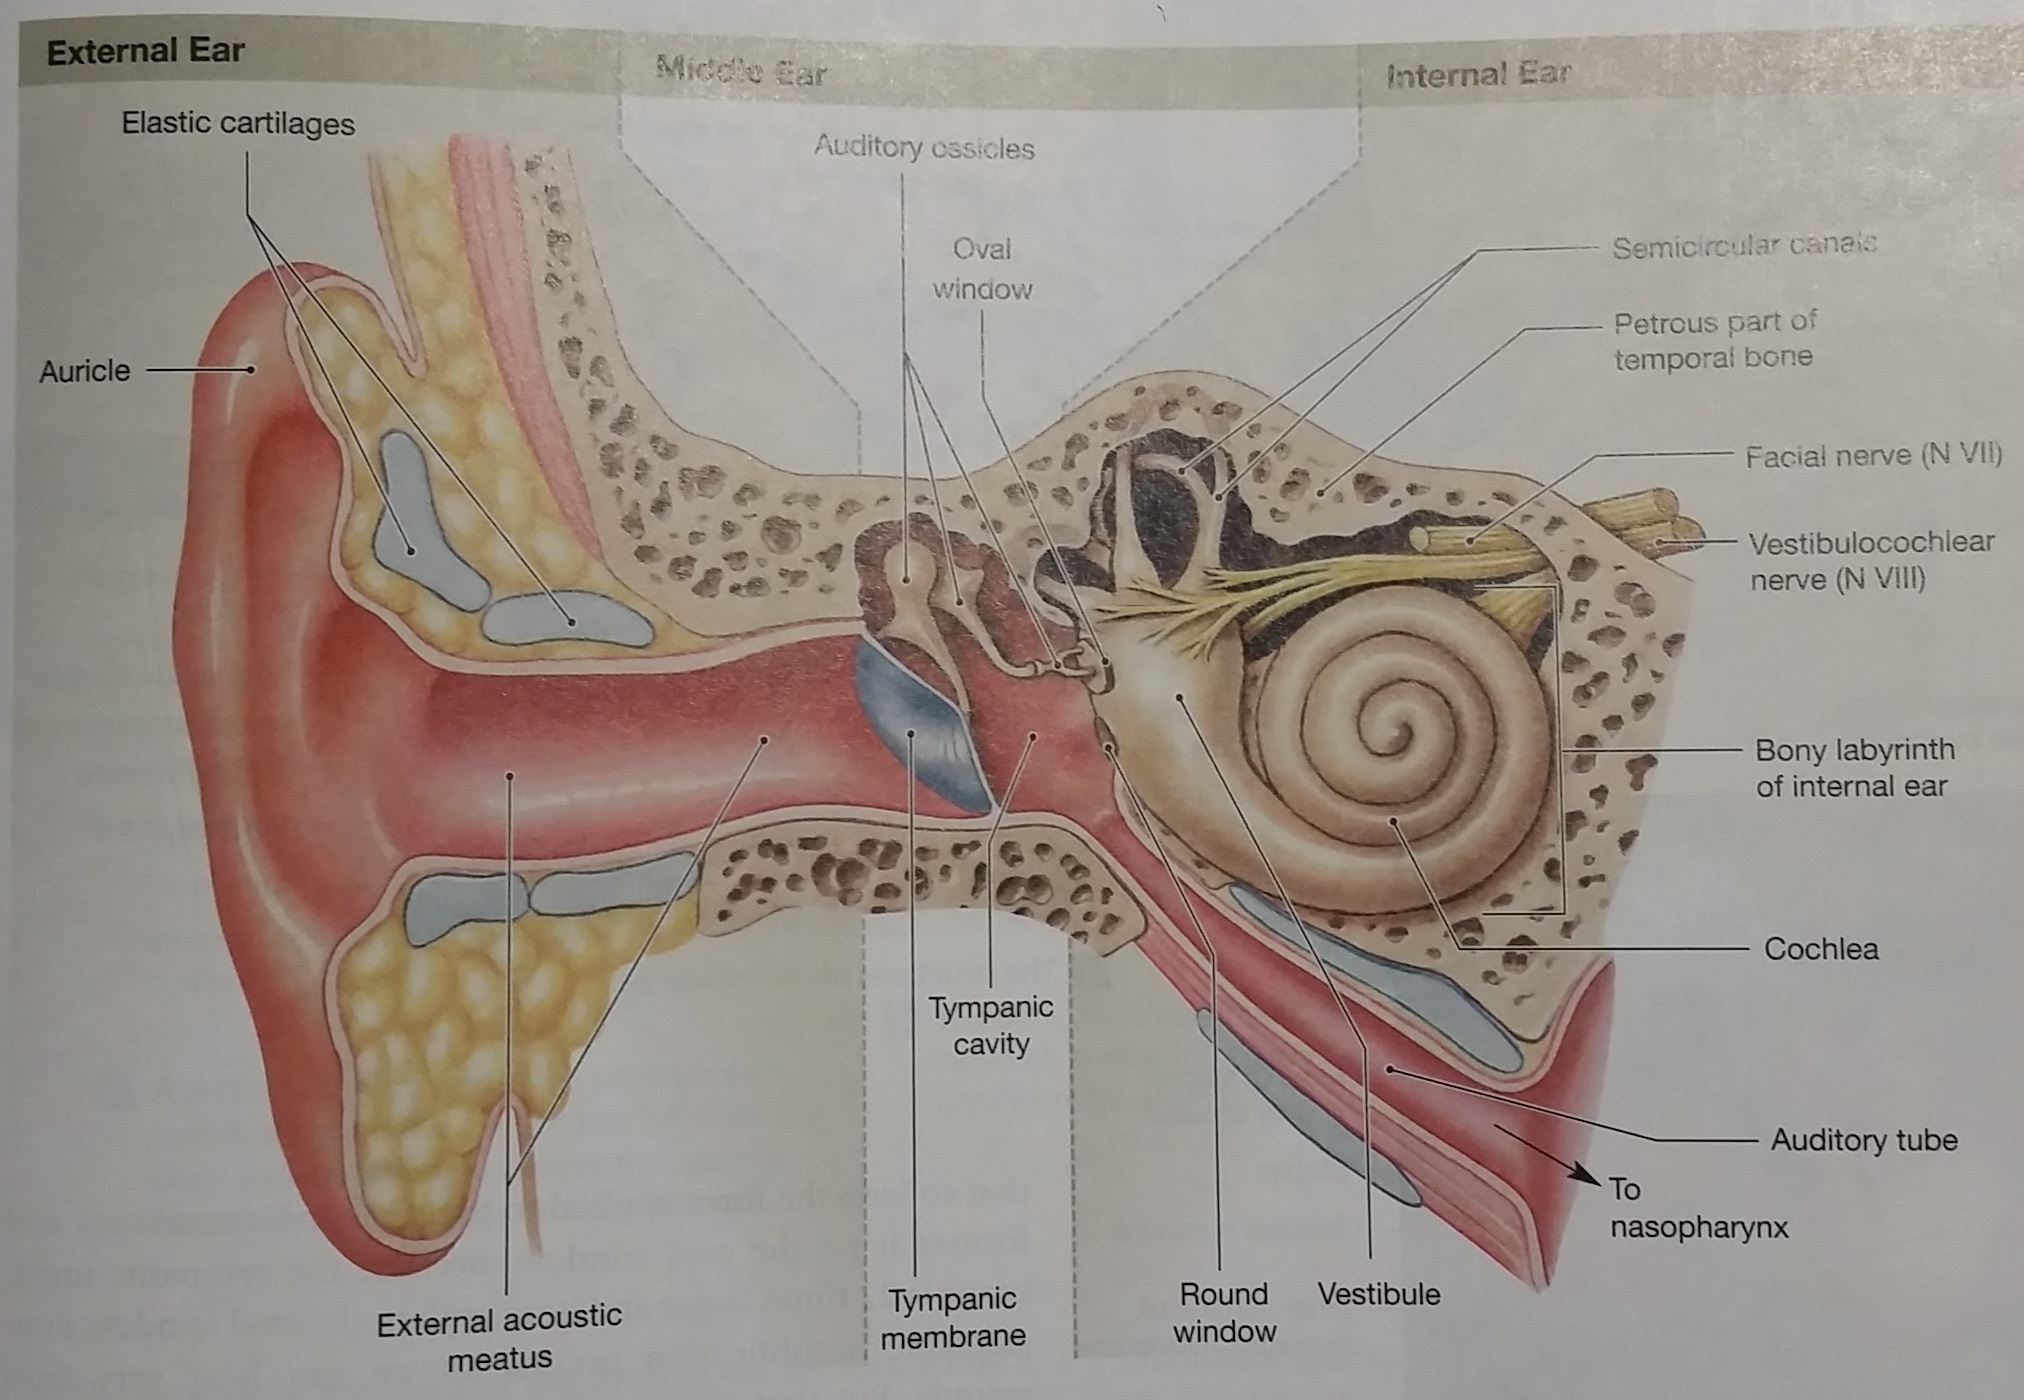 External Ear
Middle Ear
Internal Ear
Elastic cartilages
Auditory ossicles
Oval
window
Semicircular canals
Petrous part of
temporal bone
Auricle
Facial nerve (N VII)
Vestibulocochlear
nerve (N VIII)
Bony labyrinth
of internal ear
Cochlea
Tympanic
cavity
Auditory tube
To
nasopharynx
External acoustic
meatus
Tympanic
membrane
Round
window
Vestibule